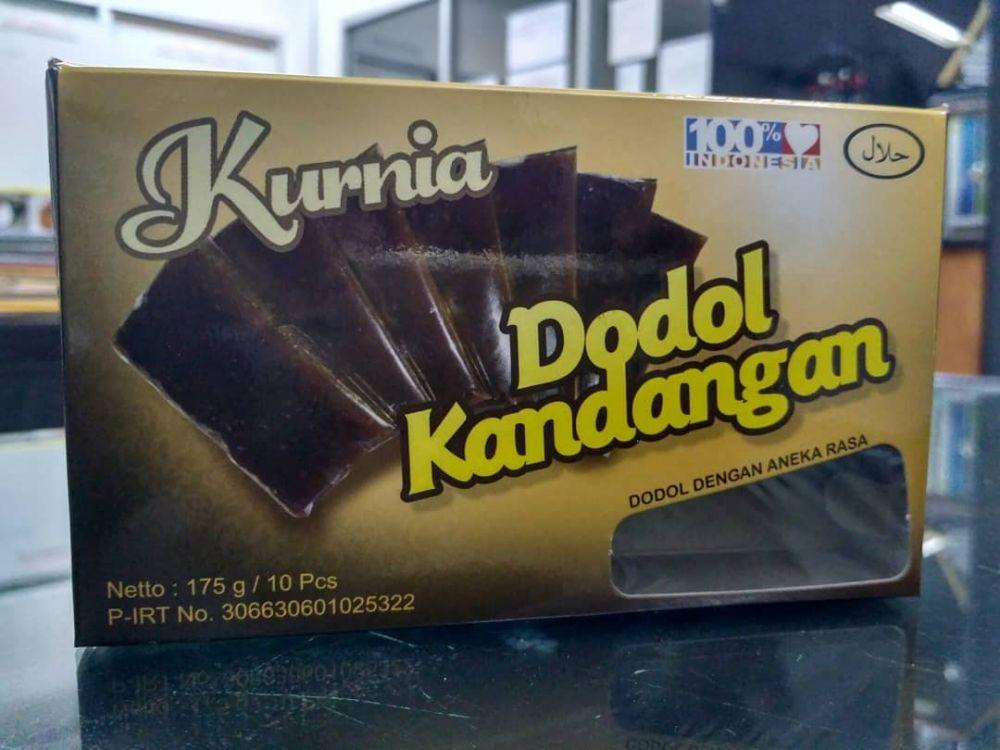 Kurnia
100%
INDONESIA
حلال
Dodol
Kandangan
DODOL DENGAN ANEKA RASA
Netto : 175 g / 10 Pcs
P-IRT No. 306630601025322